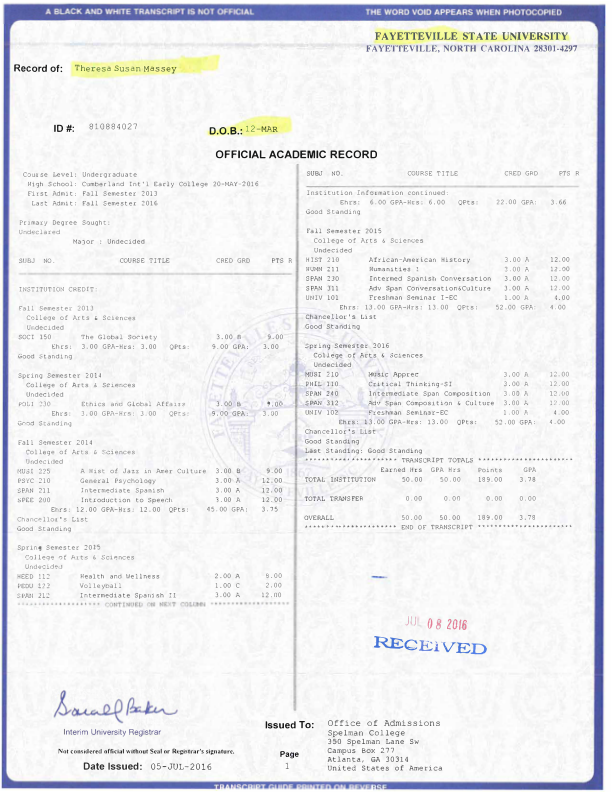 A BLACK AND WHITE TRANSCRIPT IS NOT OFFICIAL
THE WORD VOID APPEARS WHEN PHOTOCOPIED
FAYETTEVILLE STATE UNIVERSITY
FAYETTEVILLE, NORTH CAROLINA 28301-4297
Record of: Theresa Susan Massey
ID #: 810884027
D.O.B.: 12-MAR
OFFICIAL ACADEMIC RECORD
Course Level: Undergraduate
High School: Cumberland Int'l Early College 20-MAY-2016
First Admit: Fall Semester 2013
Last Admit: Fall Semester 2016
Primary Degree Sought:
Undeclared
Major : Undecided
SUBJ NO. COURSE TITLE CRED GRD PTS R
INSTITUTION CREDIT:
Fall Semester 2013
College of Arts & Sciences
Undecided
SOCI 150 The Global Society 3.00 B 9.00
Ehrs: 3.00 GPA-Hrs: 3.00 QPts: 9.00 GPA: 3.00
Good Standing
Spring Semester 2014
College of Arts & Sciences
Undecided
POLI 230 Ethics and Global Affairs 3.00 B 9.00
Ehrs: 3.00 GPA-Hrs: 3.00 QPts: 9.00 GPA: 3.00
Good Standing
Fall Semester 2014
College of Arts & Sciences
Undecided
MUSI 225 A Hist of Jazz in Amer Culture 3.00 B 9.00
PSYC 210 General Psychology 3.00 A 12.00
SPAN 211 Intermediate Spanish 3.00 A 12.00
SPEE 200 Introduction to Speech 3.00 A 12.00
Ehrs: 12.00 GPA-Hrs: 12.00 QPts: 45.00 GPA: 3.75
Chancellor's List
Good Standing
Spring Semester 2015
College of Arts & Sciences
Undecided
HEED 112 Health and Wellness 2.00 A 8.00
PEDU 122 Volleyball 1.00 C 2.00
SPAN 212 Intermediate Spanish II 3.00 A 12.00
******************* CONTINUED ON NEXT COLUMN *******************
SUBJ NO. COURSE TITLE CRED GRD PTS R
Institution Information continued:
Ehrs: 6.00 GPA-Hrs: 6.00 QPts: 22.00 GPA: 3.66
Good Standing
Fall Semester 2015
College of Arts & Sciences
Undecided
HIST 210 African-American History 3.00 A 12.00
HUMN 211 Humanities I 3.00 A 12.00
SPAN 230 Intermed Spanish Conversation 3.00 A 12.00
SPAN 311 Adv Span Conversation&Culture 3.00 A 12.00
UNIV 101 Freshman Seminar I-EC 1.00 A 4.00
Ehrs: 13.00 GPA-Hrs: 13.00 QPts: 52.00 GPA: 4.00
Chancellor's List
Good Standing
Spring Semester 2016
College of Arts & Sciences
Undecided
MUSI 210 Music Apprec 3.00 A 12.00
PHIL 110 Critical Thinking-SI 3.00 A 12.00
SPAN 240 Intermediate Span Composition 3.00 A 12.00
SPAN 312 Adv Span Composition & Culture 3.00 A 12.00
UNIV 102 Freshman Seminar-EC 1.00 A 4.00
Ehrs: 13.00 GPA-Hrs: 13.00 QPts: 52.00 GPA: 4.00
Chancellor's List
Good Standing
Last Standing: Good Standing
********************* TRANSCRIPT TOTALS *********************
Earned Hrs GPA Hrs Points GPA
TOTAL INSTITUTION 50.00 50.00 189.00 3.78
TOTAL TRANSFER 0.00 0.00 0.00 0.00
OVERALL 50.00 50.00 189.00 3.78
********************* END OF TRANSCRIPT *********************
JUL 08 2016
RECEIVED
Interim University Registrar
Not considered official without Seal or Registrar's signature.
Date Issued: 05-JUL-2016
Page
1
Issued To: Office of Admissions
Spelman College
350 Spelman Lane Sw
Campus Box 277
Atlanta, GA 30314
United States of America
TRANSCRIPT GUIDE PRINTED ON REVERSE